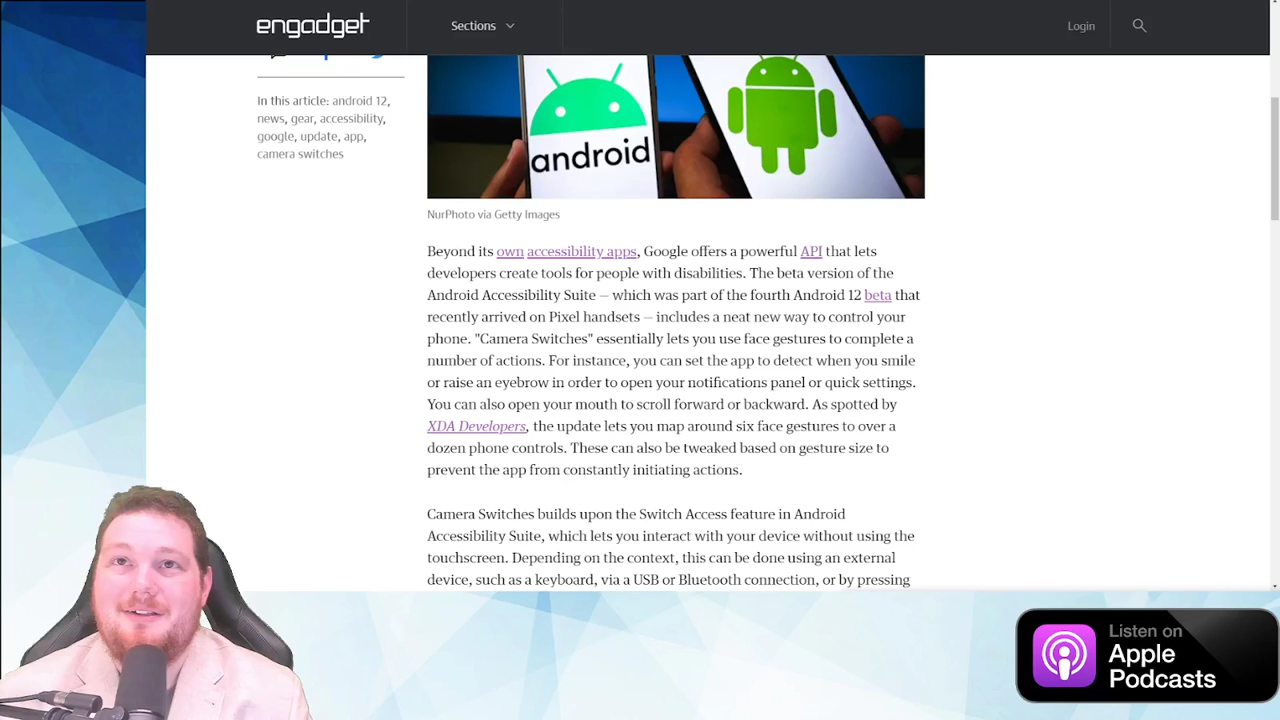 engadget
Sections
Login
In this article: android 12,
news, gear, accessibility,
google, update, app,
camera switches
android
NurPhoto via Getty Images
Beyond its own accessibility apps, Google offers a powerful API that lets
developers create tools for people with disabilities. The beta version of the
Android Accessibility Suite — which was part of the fourth Android 12 beta that
recently arrived on Pixel handsets — includes a neat new way to control your
phone. "Camera Switches" essentially lets you use face gestures to complete a
number of actions. For instance, you can set the app to detect when you smile
or raise an eyebrow in order to open your notifications panel or quick settings.
You can also open your mouth to scroll forward or backward. As spotted by
XDA Developers, the update lets you map around six face gestures to over a
dozen phone controls. These can also be tweaked based on gesture size to
prevent the app from constantly initiating actions.
Camera Switches builds upon the Switch Access feature in Android
Accessibility Suite, which lets you interact with your device without using the
touchscreen. Depending on the context, this can be done using an external
device, such as a keyboard, via a USB or Bluetooth connection, or by pressing
Listen on
Apple
Podcasts